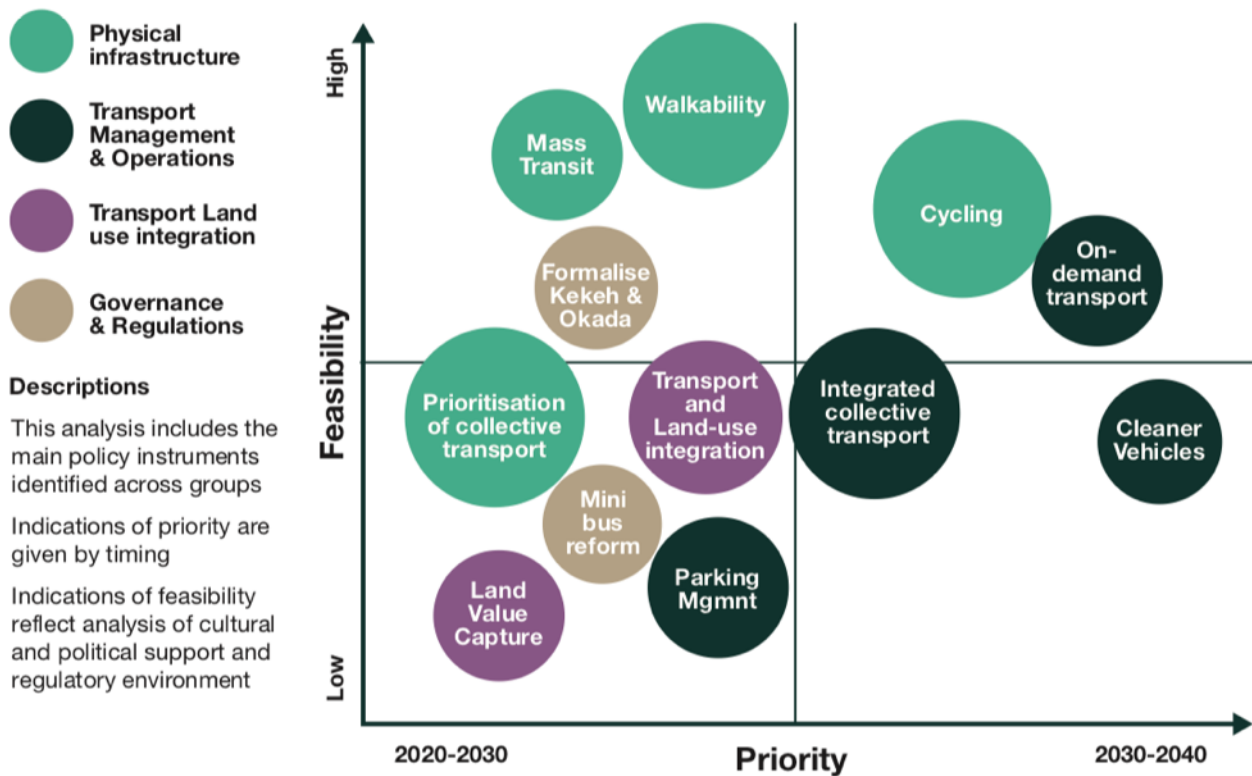 Physical
infrastructure
Transport
Management
& Operations
Transport Land
use integration
Governance
& Regulations
Descriptions
This analysis includes the
main policy instruments
identified across groups
Indications of priority are
given by timing
Indications of feasibility
reflect analysis of cultural
and political support and
regulatory environment
High
Feasibility
Low
Walkability
Mass
Transit
Cycling
On-
demand
transport
Formalise
Kekeh &
Okada
Prioritisation
of collective
transport
Transport
and
Land-use
integration
Integrated
collective
transport
Cleaner
Vehicles
Mini
bus
reform
Parking
Mgmnt
Land
Value
Capture
2020-2030
Priority
2030-2040